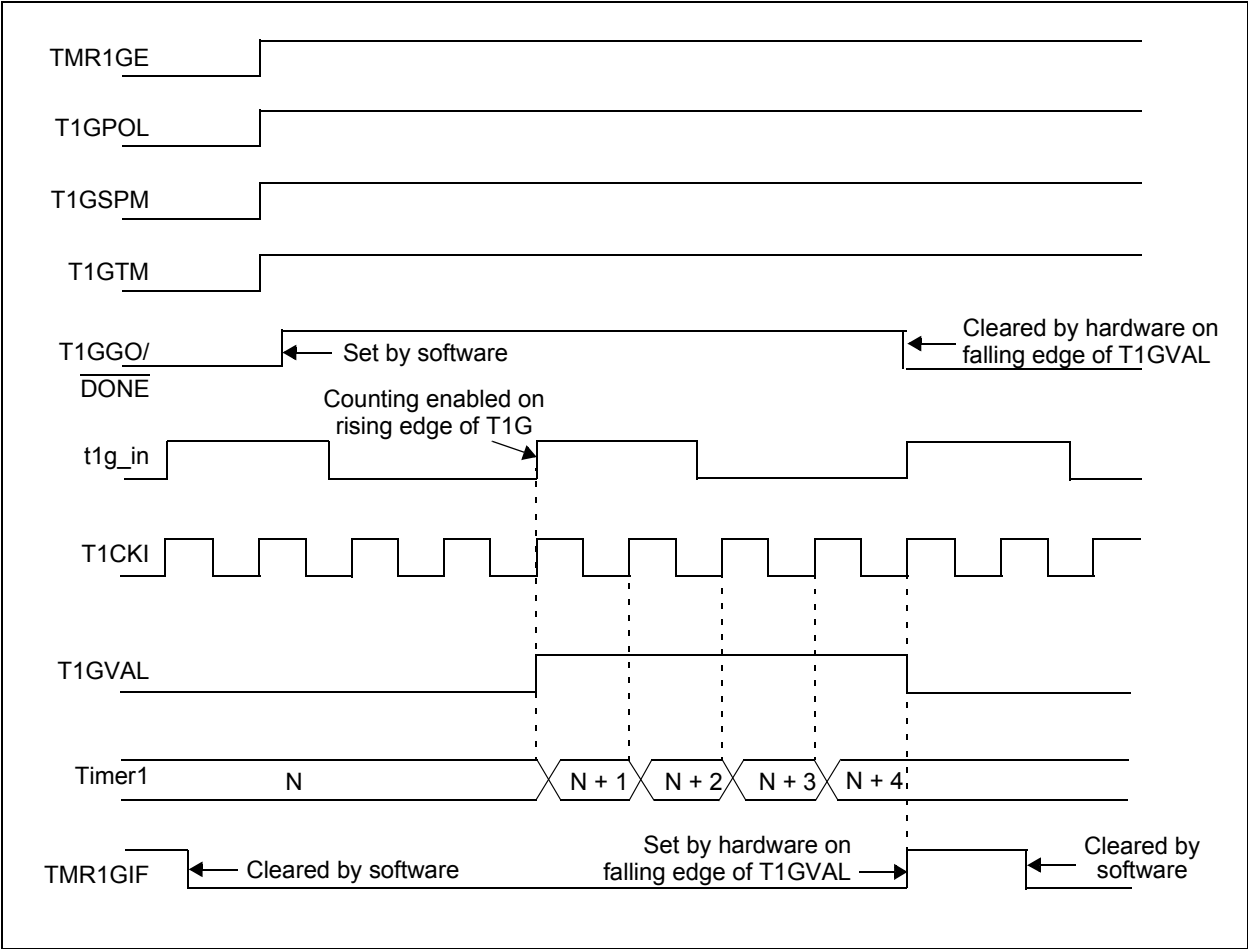 TMR1GE
T1GPOL
T1GSPM
T1GTM
T1GGO/
DONE
Set by software
Cleared by hardware on
falling edge of T1GVAL
Counting enabled on
rising edge of T1G
t1g_in
T1CKI
T1GVAL
Timer1
N
N + 1
N + 2
N + 3
N + 4
TMR1GIF
Cleared by software
Set by hardware on
falling edge of T1GVAL
Cleared by
software